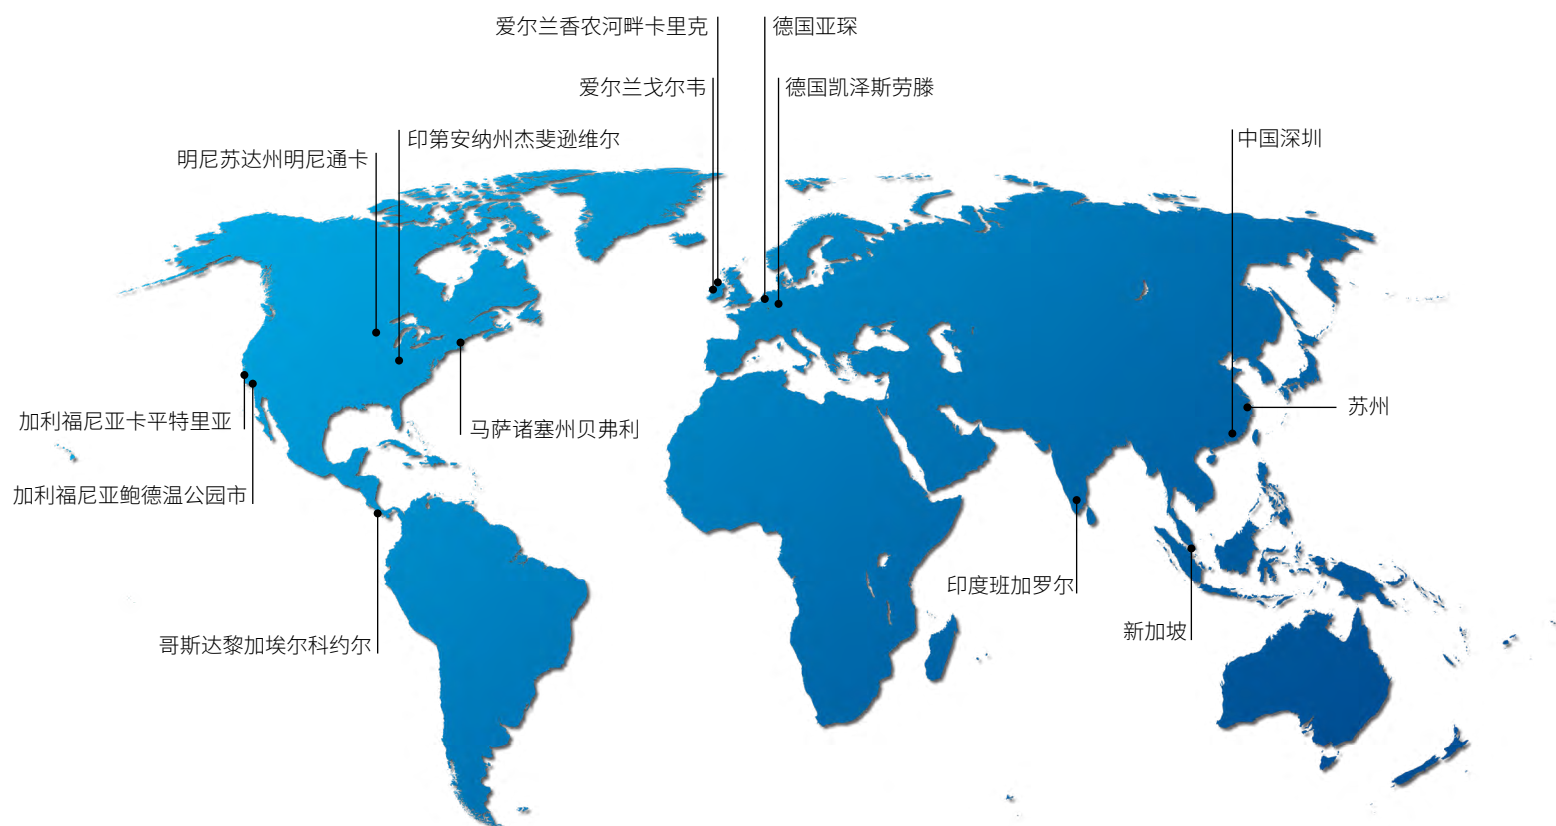 爱尔兰香农河畔卡里克
德国亚琛
爱尔兰戈尔韦
德国凯泽斯劳滕
印第安纳州杰斐逊维尔
中国深圳
明尼苏达州明尼通卡
苏州
加利福尼亚卡平特里亚
马萨诸塞州贝弗利
加利福尼亚鲍德温公园市
印度班加罗尔
新加坡
哥斯达黎加埃尔科约尔